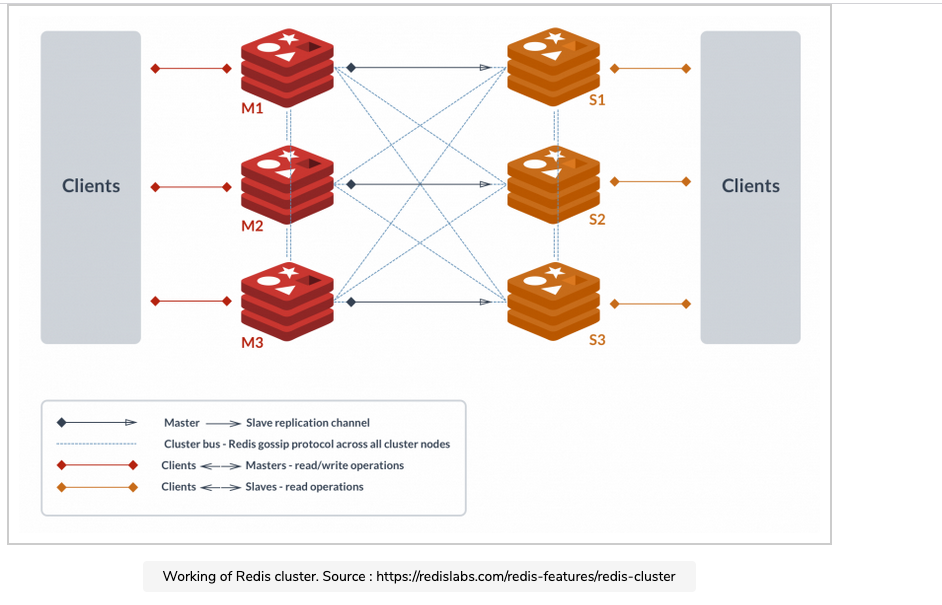 Clients
M1
S1
M2
S2
Clients
M3
S3
Master Slave replication channel
Cluster bus - Redis gossip protocol across all cluster nodes
Clients Masters - read/write operations
Clients Slaves - read operations
Working of Redis cluster. Source : https://redislabs.com/redis-features/redis-cluster